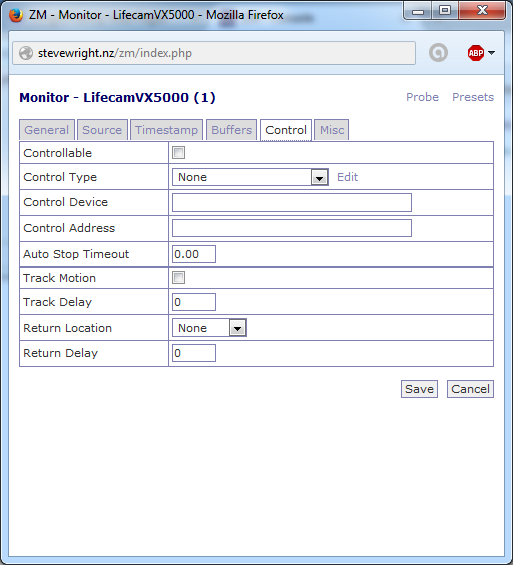 ZM - Monitor - LifecamVX5000 - Mozilla Firefox
stevewright.nz/zm/index.php
ABP
Monitor - LifecamVX5000 (1) Probe Presets
General Source Timestamp Buffers Control Misc
Controllable
Control Type None Edit
Control Device
Control Address
Auto Stop Timeout 0.00
Track Motion
Track Delay 0
Return Location None
Return Delay 0
Save Cancel